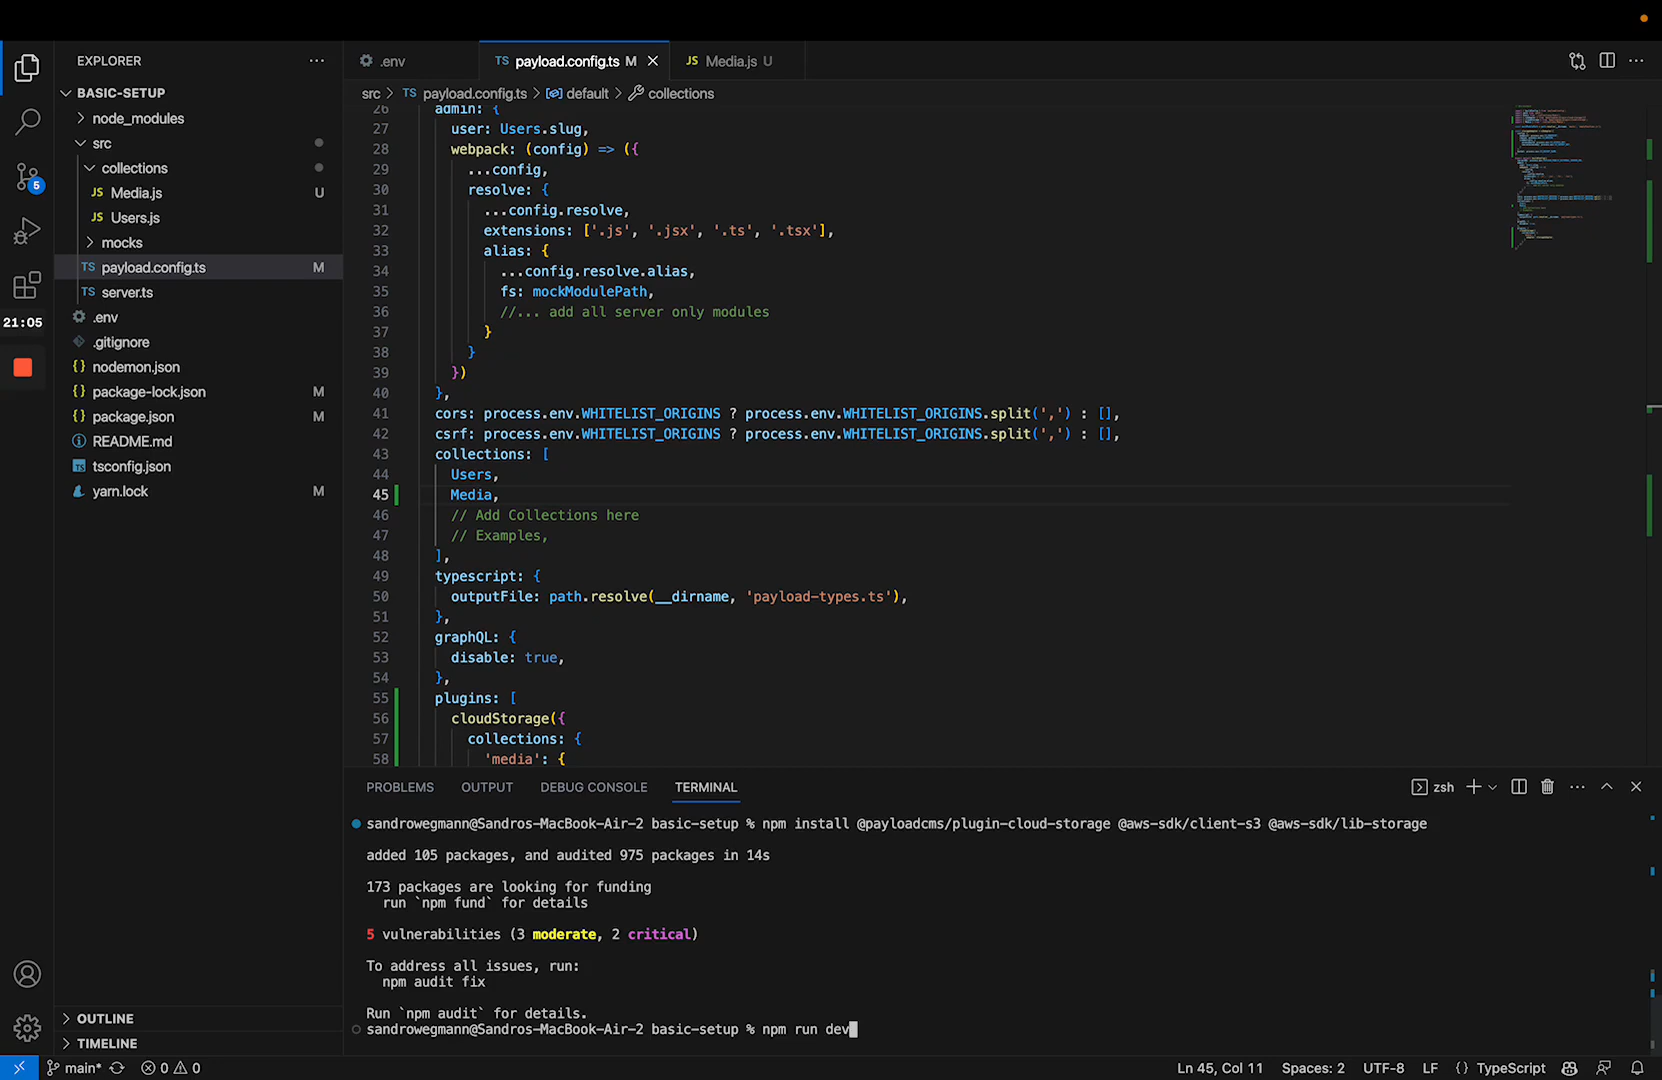 EXPLORER
BASIC-SETUP
node_modules
src
collections
JS Media.js U
JS Users.js
mocks
TS payload.config.ts M
TS server.ts
.env
.gitignore
{} nodemon.json
{} package-lock.json M
{} package.json M
README.md
TS tsconfig.json
yarn.lock M
OUTLINE
TIMELINE
5
21:05
.env
TS payload.config.ts M
JS Media.js U
src > TS payload.config.ts > default > collections
26 admin: {
27 user: Users.slug,
28 webpack: (config) => ({
29 ...config,
30 resolve: {
31 ...config.resolve,
32 extensions: ['.js', '.jsx', '.ts', '.tsx'],
33 alias: {
34 ...config.resolve.alias,
35 fs: mockModulePath,
36 //... add all server only modules
37 }
38 }
39 })
40 },
41 cors: process.env.WHITELIST_ORIGINS ? process.env.WHITELIST_ORIGINS.split(',') : [],
42 csrf: process.env.WHITELIST_ORIGINS ? process.env.WHITELIST_ORIGINS.split(',') : [],
43 collections: [
44 Users,
45 Media,
46 // Add Collections here
47 // Examples,
48 ],
49 typescript: {
50 outputFile: path.resolve(__dirname, 'payload-types.ts'),
51 },
52 graphQL: {
53 disable: true,
54 },
55 plugins: [
56 cloudStorage({
57 collections: {
58 'media': {
PROBLEMS OUTPUT DEBUG CONSOLE TERMINAL
zsh
sandrowegmann@Sandros-MacBook-Air-2 basic-setup % npm install @payloadcms/plugin-cloud-storage @aws-sdk/client-s3 @aws-sdk/lib-storage
added 105 packages, and audited 975 packages in 14s
173 packages are looking for funding
run `npm fund` for details
5 vulnerabilities (3 moderate, 2 critical)
To address all issues, run:
npm audit fix
Run `npm audit` for details.
sandrowegmann@Sandros-MacBook-Air-2 basic-setup % npm run dev
main* 0 0
Ln 45, Col 11 Spaces: 2 UTF-8 LF {} TypeScript